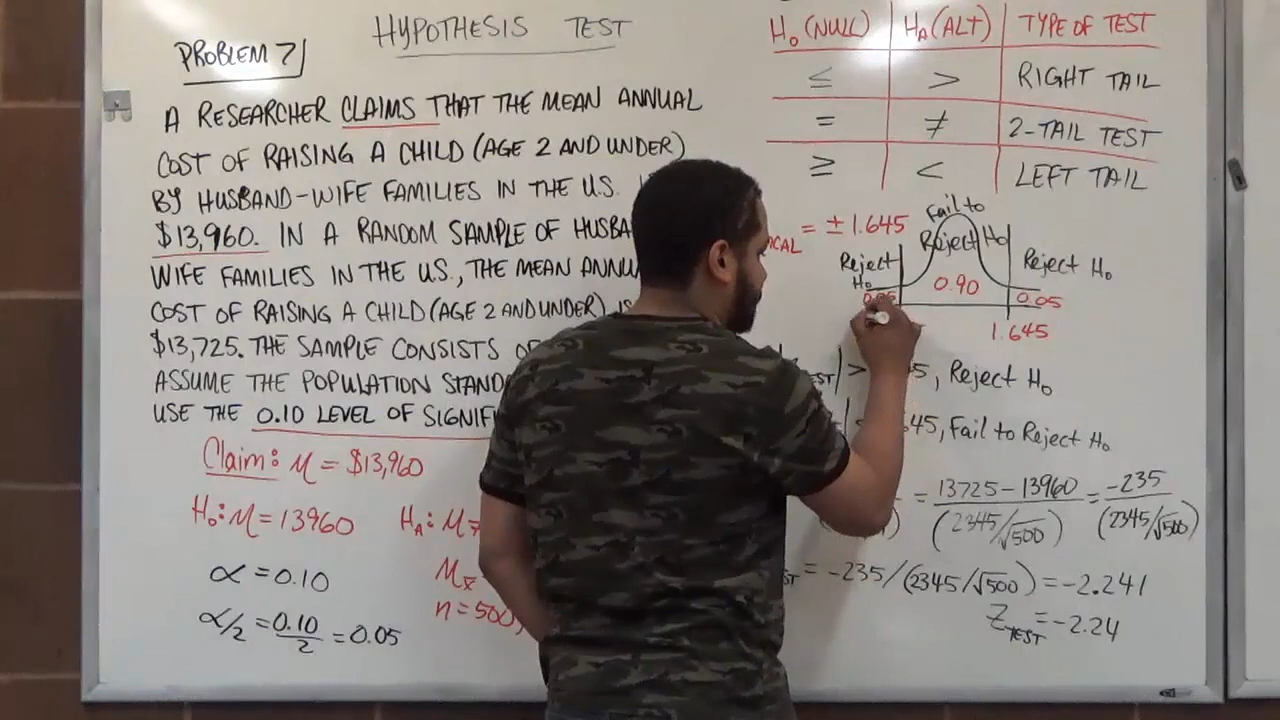 HYPOTHESIS TEST
PROBLEM 7
A RESEARCHER CLAIMS THAT THE MEAN ANNUAL
COST OF RAISING A CHILD (AGE 2 AND UNDER)
BY HUSBAND-WIFE FAMILIES IN THE U.S.
$13,960. IN A RANDOM SAMPLE OF
WIFE FAMILIES IN THE U.S., THE MEAN
COST OF RAISING A CHILD (AGE 2 AND UNDER)
$13,725. THE SAMPLE CONSISTS
ASSUME THE POPULATION
USE THE 0.10 LEVEL OF
Claim: μ = $13,960
H₀: μ = 13960 Hₐ: μ
α = 0.10
μx̄
n = 500,
α/2 = 0.10/2 = 0.05
H₀ (NULL) Hₐ (ALT) TYPE OF TEST
≤ > RIGHT TAIL
= ≠ 2-TAIL TEST
≥ < LEFT TAIL
= ± 1.645
Fail to
Reject H₀
Reject
H₀
Reject H₀
0.05 0.90 0.05
1.645
, Reject H₀
, Fail to Reject H₀
= 13725 - 13960 / (2345/√500) = -235 / (2345/√500)
= -235/(2345/√500) = -2.241
Z TEST = -2.24